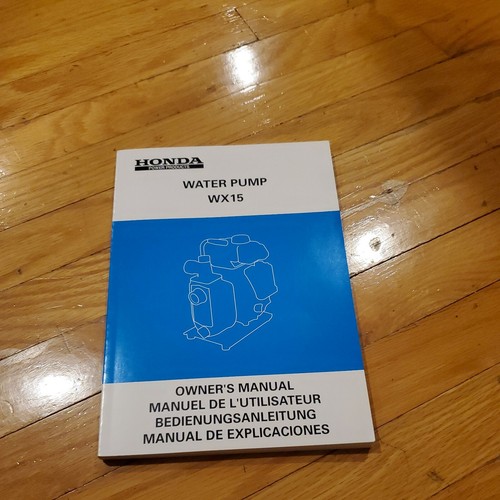 HONDA
POWER PRODUCTS
WATER PUMP
WX15
OWNER'S MANUAL
MANUEL DE L'UTILISATEUR
BEDIENUNGSANLEITUNG
MANUAL DE EXPLICACIONES